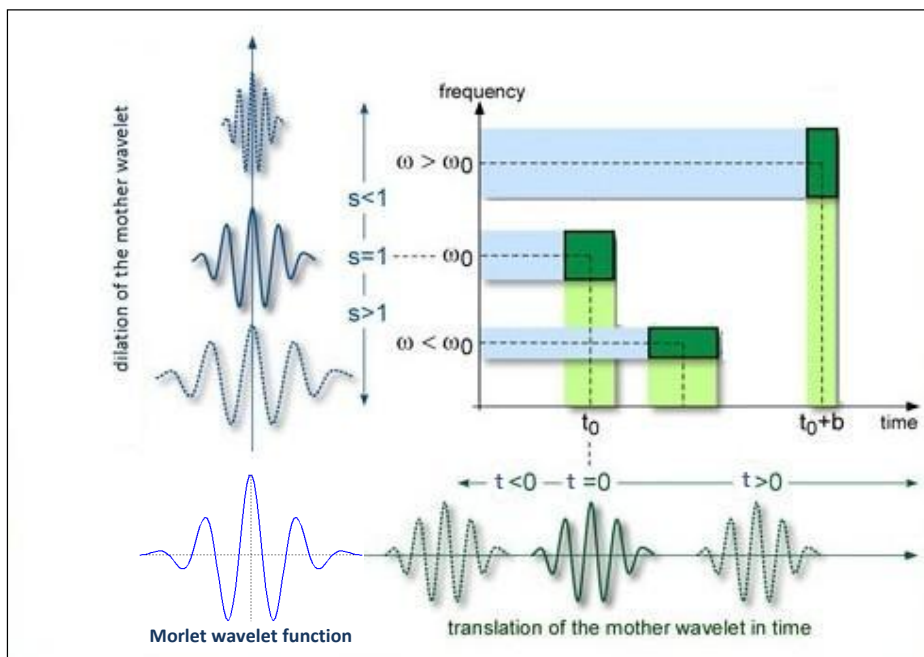 dilation of the mother wavelet
s<1
s=1
s>1
frequency
ω > ω0
ω0
ω < ω0
t0
t0+b
time
t <0
t =0
t >0
Morlet wavelet function
translation of the mother wavelet in time